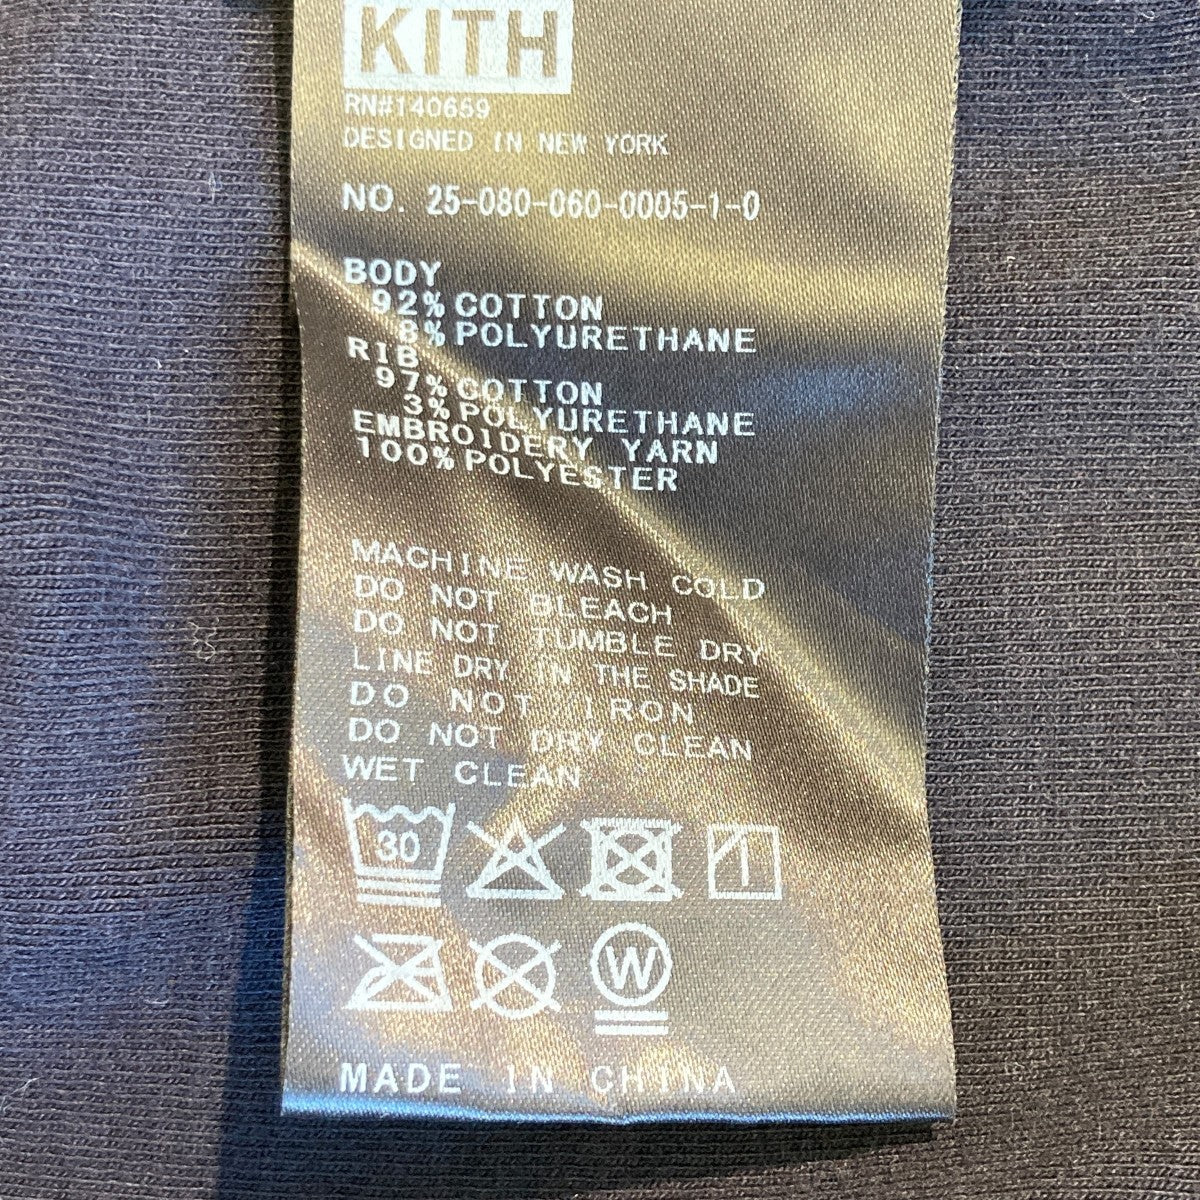 KITH
RN#140659
DESIGNED IN NEW YORK
NO. 25-080-060-0005-1-0
BODY
92% COTTON
8% POLYURETHANE
RIB
97% COTTON
3% POLYURETHANE
EMBROIDERY YARN
100% POLYESTER
MACHINE WASH COLD
DO NOT BLEACH
DO NOT TUMBLE DRY
LINE DRY IN THE SHADE
DO NOT IRON
DO NOT DRY CLEAN
WET CLEAN
30
W
MADE IN CHINA